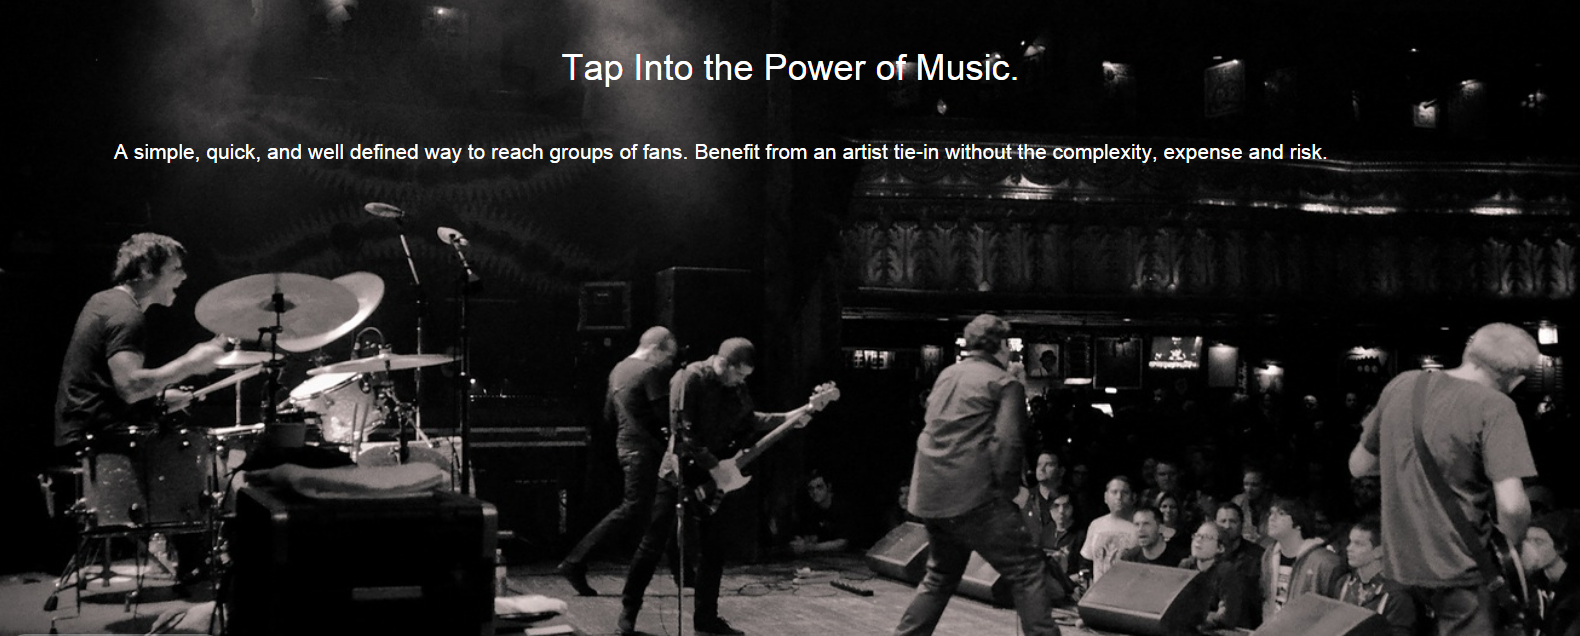 Tap Into the Power of Music.
A simple, quick, and well defined way to reach groups of fans. Benefit from an artist tie-in without the complexity, expense and risk.